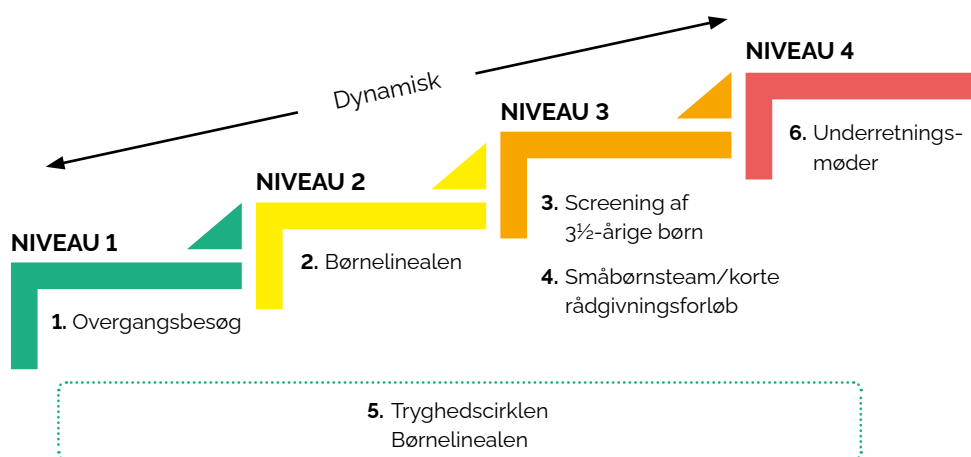 Dynamisk
NIVEAU 1
1. Overgangsbesøg
NIVEAU 2
2. Børnelinealen
NIVEAU 3
3. Screening af
3½-årige børn
4. Småbørnsteam/korte
rådgivningsforløb
NIVEAU 4
6. Underretnings-
møder
5. Tryghedscirklen
Børnelinealen